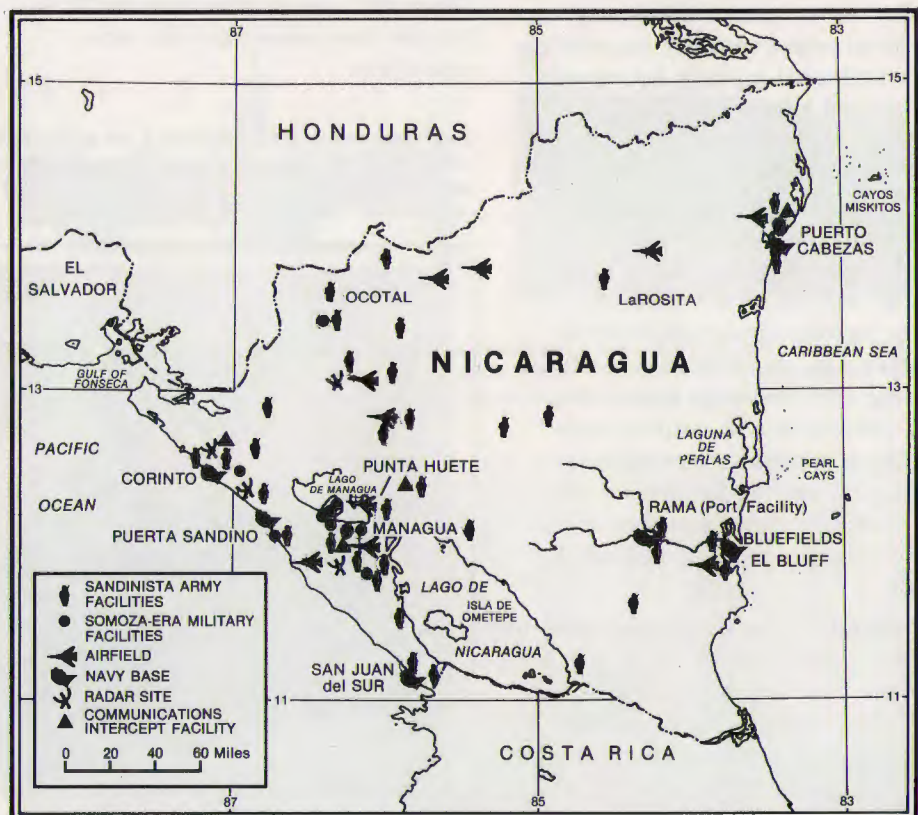 87
85
83
15
15
HONDURAS
CAYOS
MISKITOS
PUERTO
CABEZAS
EL
SALVADOR
OCOTAL
LaROSITA
GULF OF
FONSECA
NICARAGUA
CARIBBEAN SEA
13
13
PACIFIC
OCEAN
LAGUNA
DE
PERLAS
PEARL
CAYS
CORINTO
LAGO
DE MANAGUA
PUNTA HUETE
RAMA (Port Facility)
PUERTA SANDINO
MANAGUA
BLUEFIELDS
EL BLUFF
LAGO DE
ISLA DE
OMETEPE
NICARAGUA
SAN JUAN
del SUR
11
11
COSTA RICA
SANDINISTA ARMY
FACILITIES
SOMOZA-ERA MILITARY
FACILITIES
AIRFIELD
NAVY BASE
RADAR SITE
COMMUNICATIONS
INTERCEPT FACILITY
0 20 40 60 Miles
87
85
83